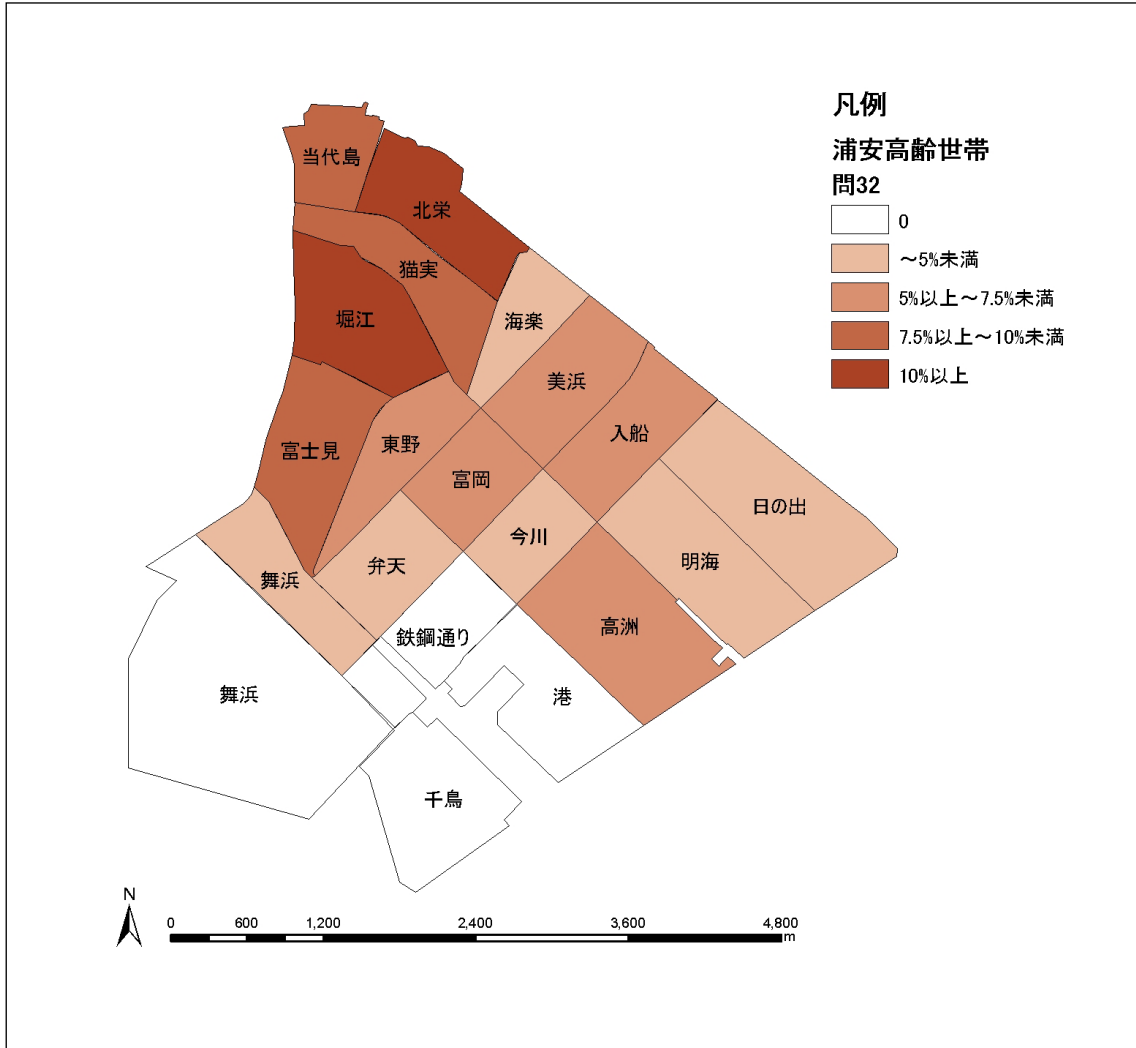 凡例
浦安高齢世帯
問32
0
～5%未満
5%以上～7.5%未満
7.5%以上～10%未満
10%以上
当代島
北栄
猫実
堀江
海楽
美浜
入船
東野
富士見
富岡
日の出
今川
明海
弁天
舞浜
高洲
鉄鋼通り
舞浜
港
千鳥
N
0 600 1,200 2,400 3,600 4,800
m